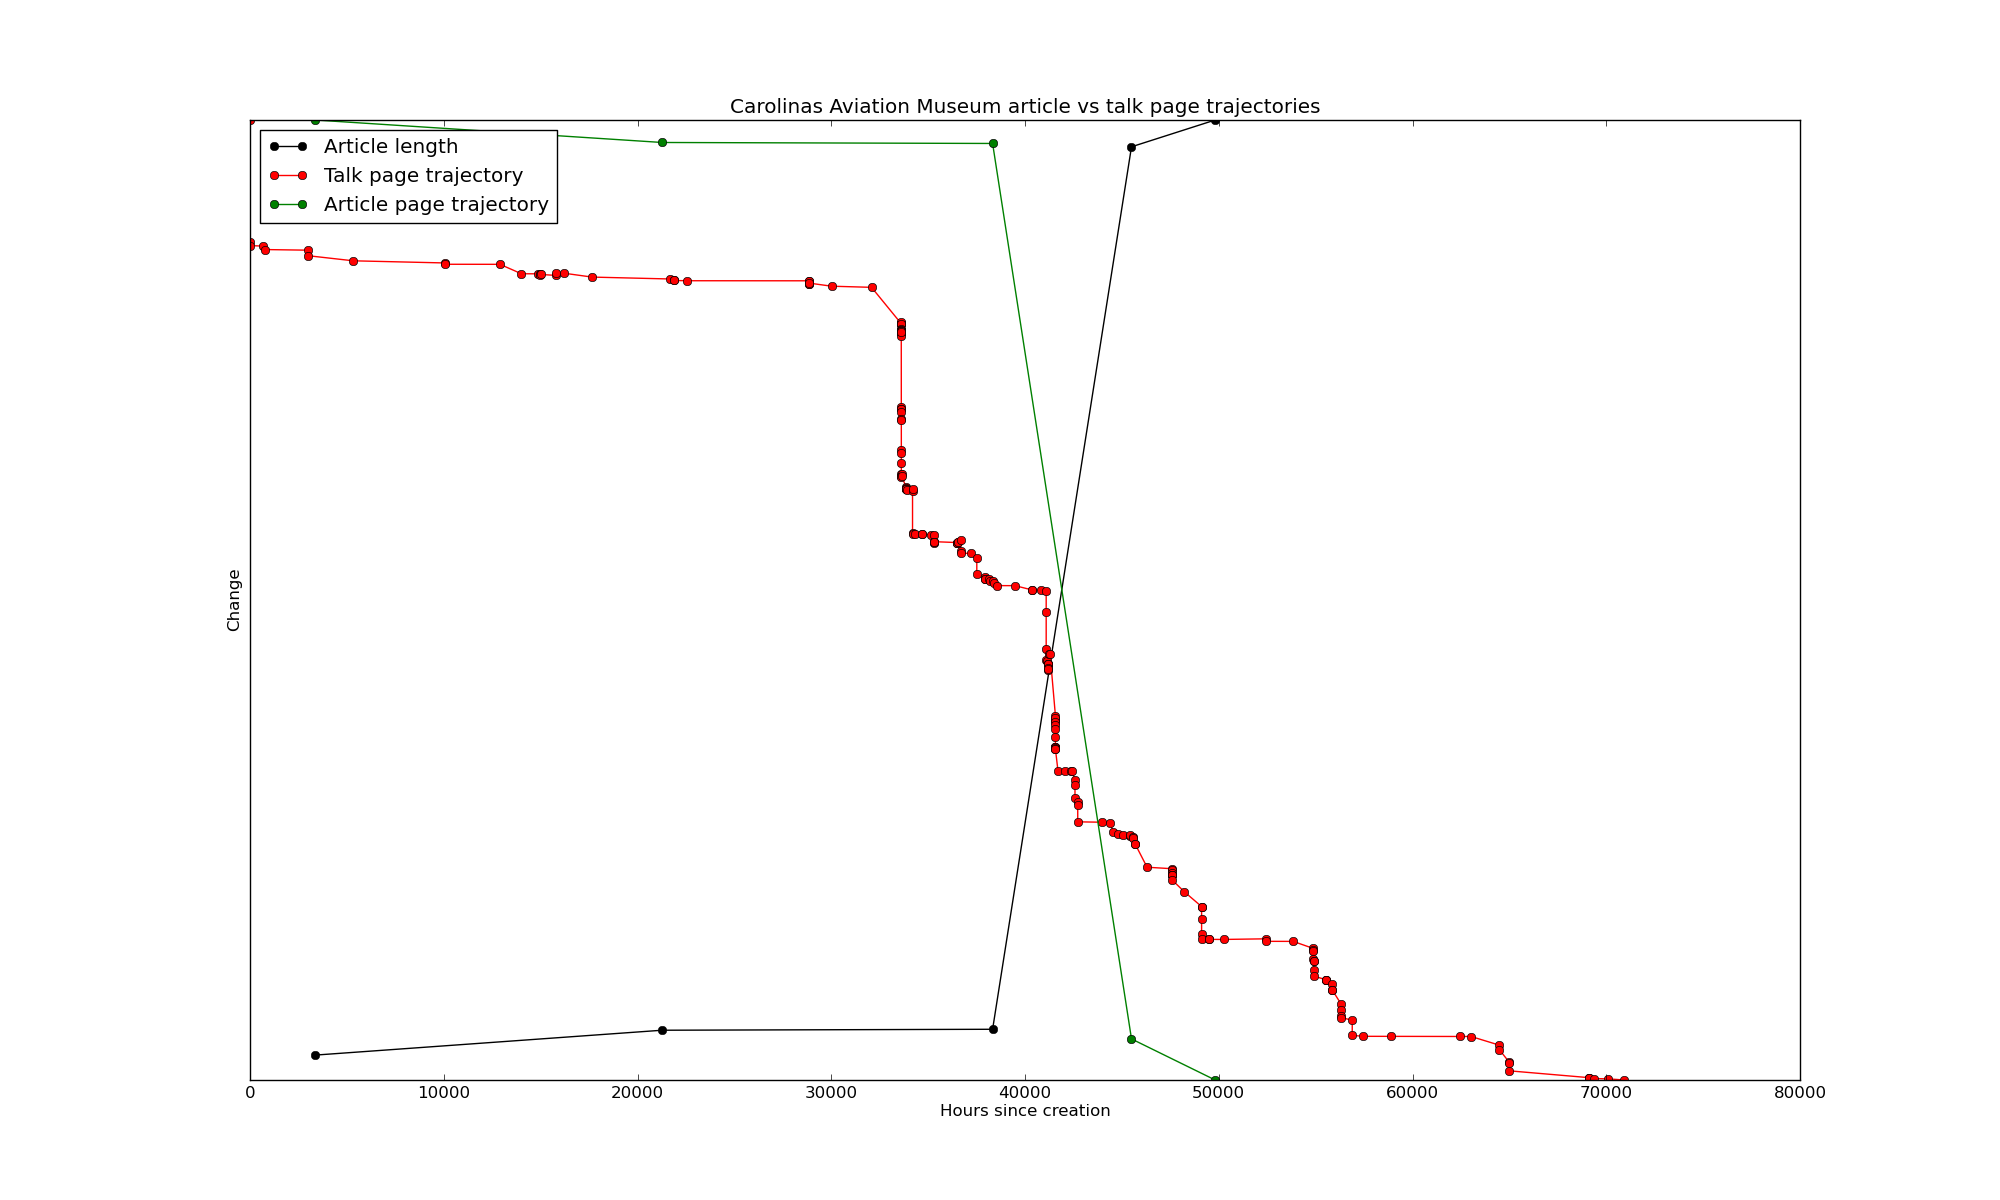 Carolinas Aviation Museum article vs talk page trajectories
Article length
Talk page trajectory
Article page trajectory
Change
0 10000 20000 30000 40000 50000 60000 70000 80000
Hours since creation